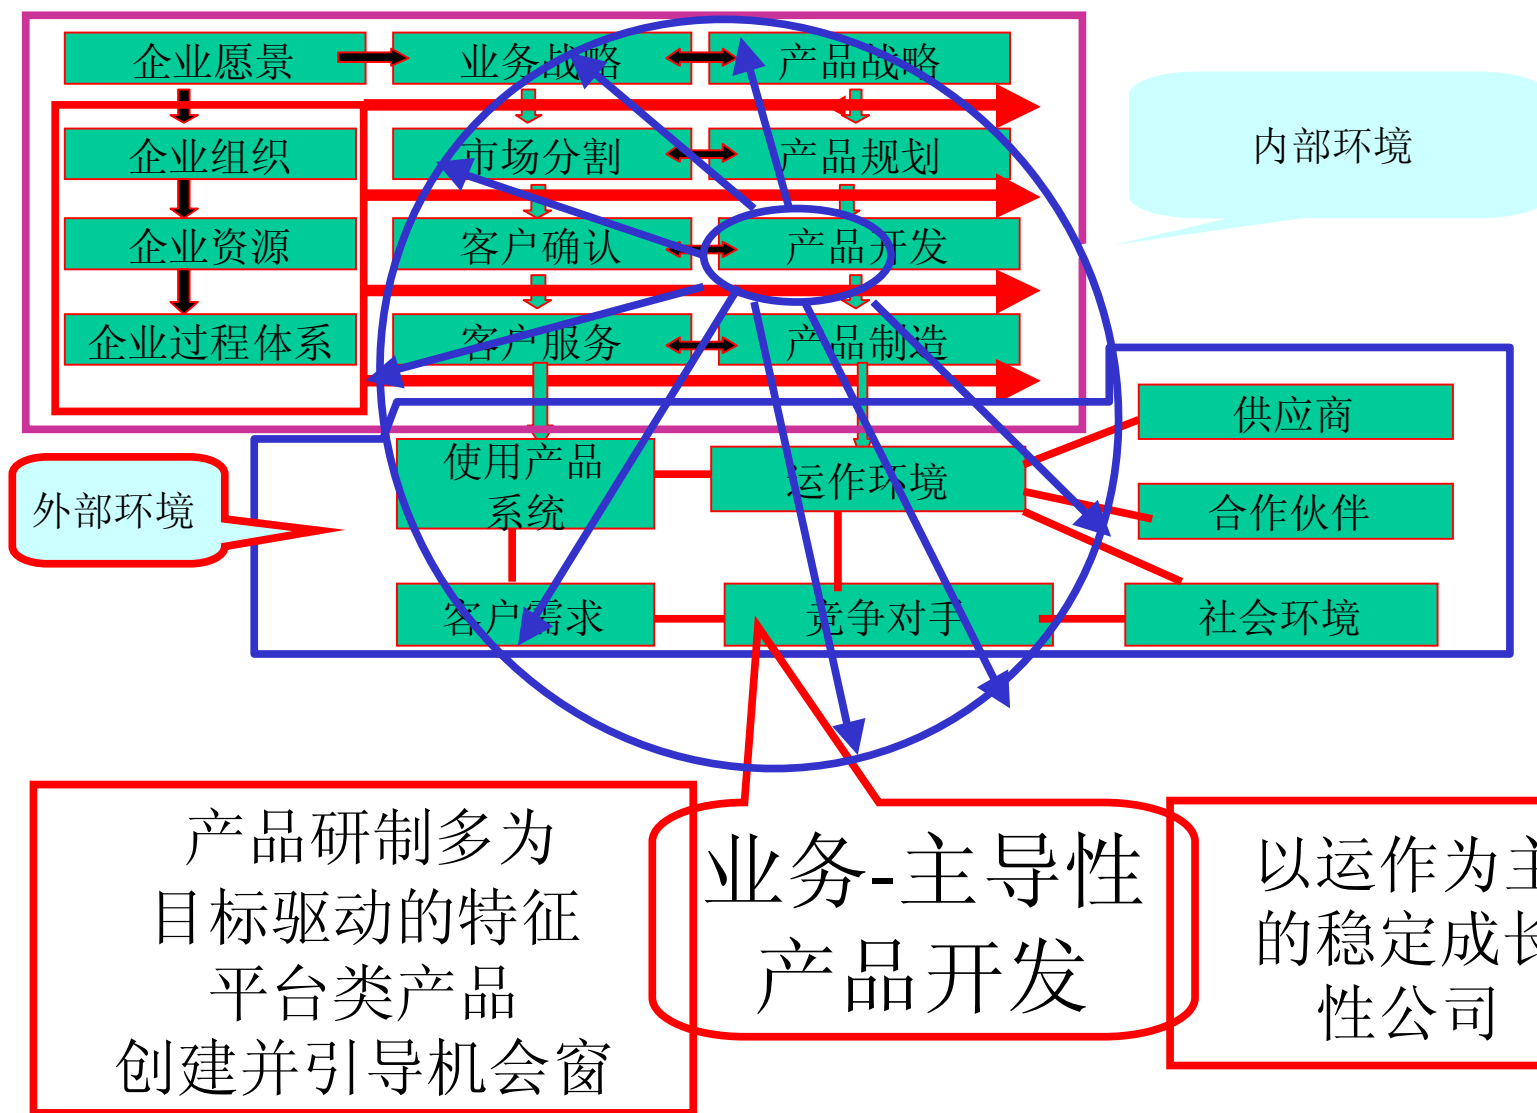 企业愿景
业务战略
产品战略
内部环境
企业组织
市场分割
产品规划
企业资源
客户确认
产品开发
企业过程体系
客户服务
产品制造
供应商
使用产品
系统
运作环境
外部环境
合作伙伴
客户需求
竞争对手
社会环境
产品研制多为
目标驱动的特征
平台类产品
创建并引导机会窗
业务-主导性
产品开发
以运作为主
的稳定成长
性公司